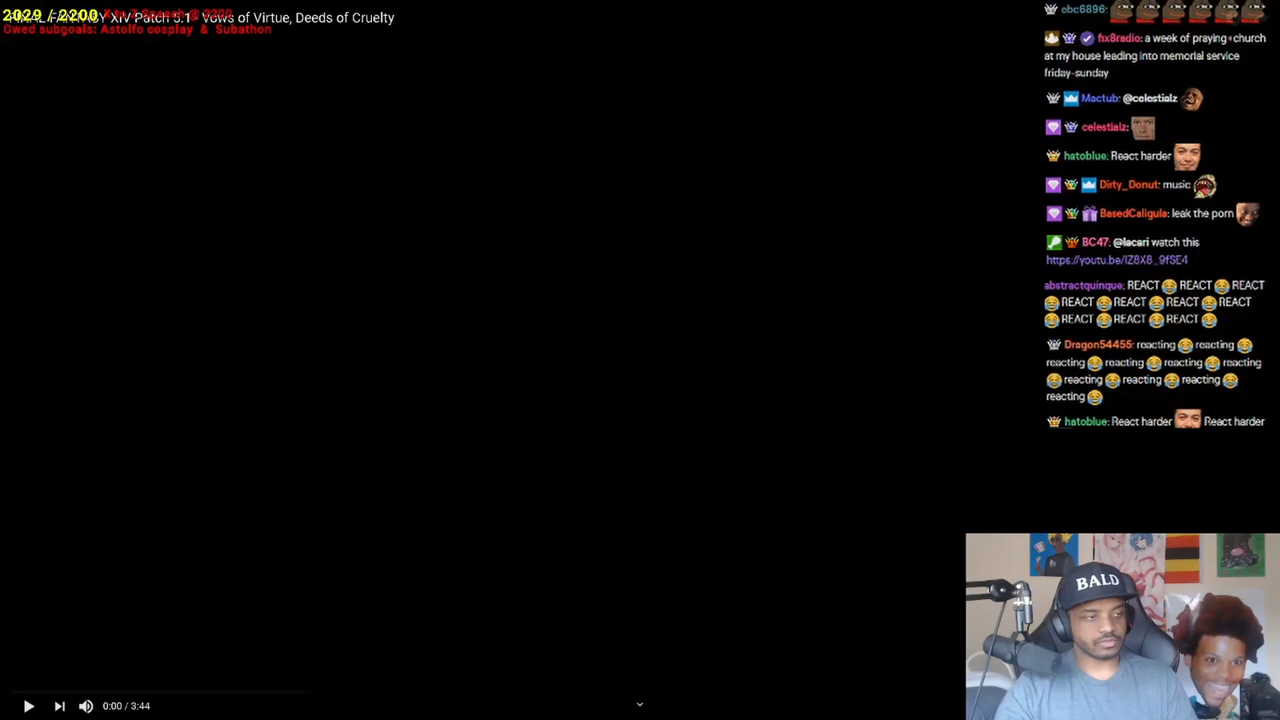 2029 / 2200
XIV Patch 5.1 - Vows of Virtue, Deeds of Cruelty
Owed subgoals: Astolfo cosplay & Subathon
ebc6896:
fix8radio: a week of praying+church
at my house leading into memorial service
friday-sunday
Mactub: @celestialz
celestialz:
hatoblue: React harder
Dirty_Donut: music
BasedCaligula: leak the porn
BC47: @lacari watch this
https://youtu.be/IZ8X8_9fSE4
abstractquinque: REACT 😂 REACT 😂 REACT
😂 REACT 😂 REACT 😂 REACT 😂 REACT
😂 REACT 😂 REACT 😂 REACT 😂
Dragon54455: reacting 😂 reacting 😂
reacting 😂 reacting 😂 reacting 😂 reacting
😂 reacting 😂 reacting 😂 reacting 😂
reacting 😂
hatoblue: React harder React harder
BALD
0:00 / 3:44